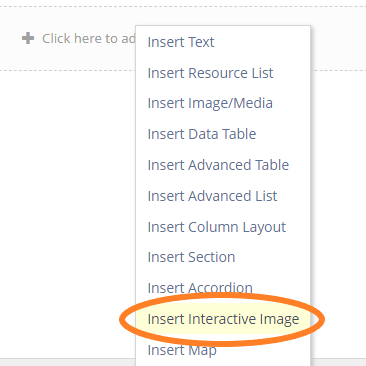 Click here to ad
Insert Text
Insert Resource List
Insert Image/Media
Insert Data Table
Insert Advanced Table
Insert Advanced List
Insert Column Layout
Insert Section
Insert Accordion
Insert Interactive Image
Insert Map